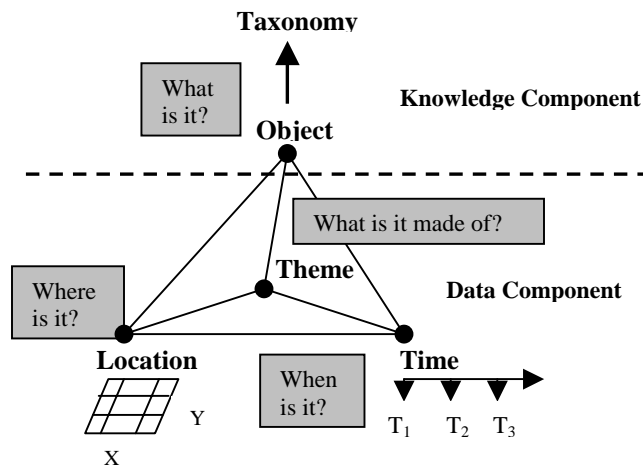 Taxonomy
What
is it?
Knowledge Component
Object
What is it made of?
Theme
Where
is it?
Data Component
Location
Time
When
is it?
Y
X
T1 T2 T3